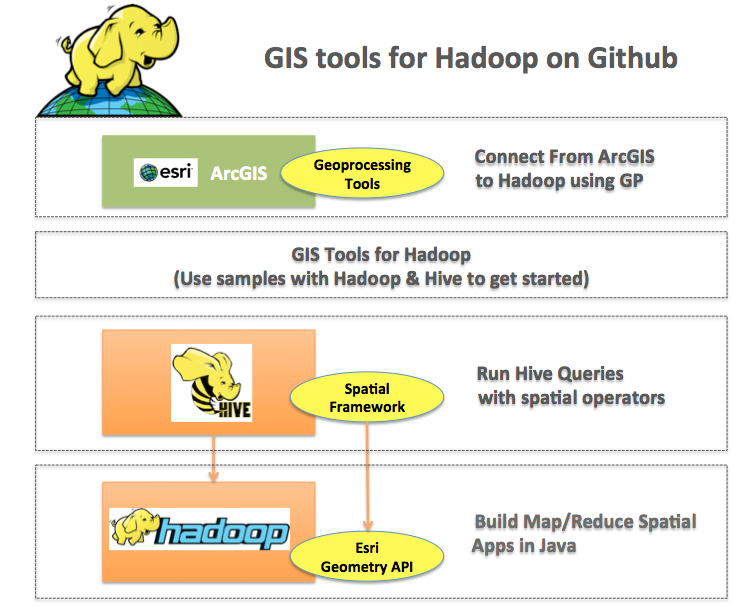 GIS tools for Hadoop on Github
esri
ArcGIS
Geoprocessing
Tools
Connect From ArcGIS
to Hadoop using GP
GIS Tools for Hadoop
(Use samples with Hadoop & Hive to get started)
HIVE
Spatial
Framework
Run Hive Queries
with spatial operators
hadoop
Esri
Geometry API
Build Map/Reduce Spatial
Apps in Java